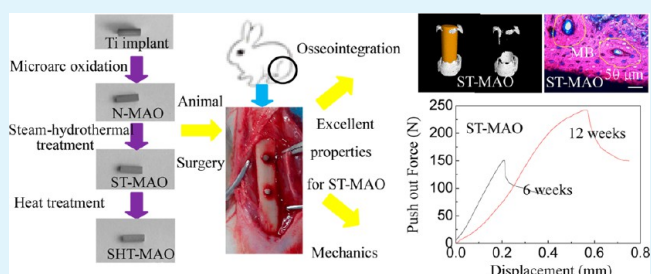 Ti implant
Microarc oxidation
N-MAO
Steam-hydrothermal
treatment
ST-MAO
Heat treatment
SHT-MAO
Animal
Surgery
Osseointegration
Excellent
properties
for ST-MAO
Mechanics
ST-MAO
MB
ST-MAO
50 μm
Push out Force (N)
250
200
150
100
50
0
ST-MAO
12 weeks
6 weeks
0.0 0.2 0.4 0.6 0.8
Displacement (mm)